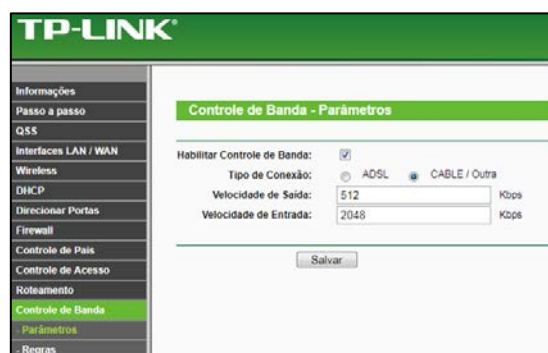 TP-LINK®
Informações
Passo a passo
QSS
Interfaces LAN / WAN
Wireless
DHCP
Direcionar Portas
Firewall
Controle de Pais
Controle de Acesso
Roteamento
Controle de Banda
- Parâmetros
- Regras
Controle de Banda - Parâmetros
Habilitar Controle de Banda:
Tipo de Conexão: ADSL CABLE / Outra
Velocidade de Saída: 512 Kbps
Velocidade de Entrada: 2048 Kbps
Salvar